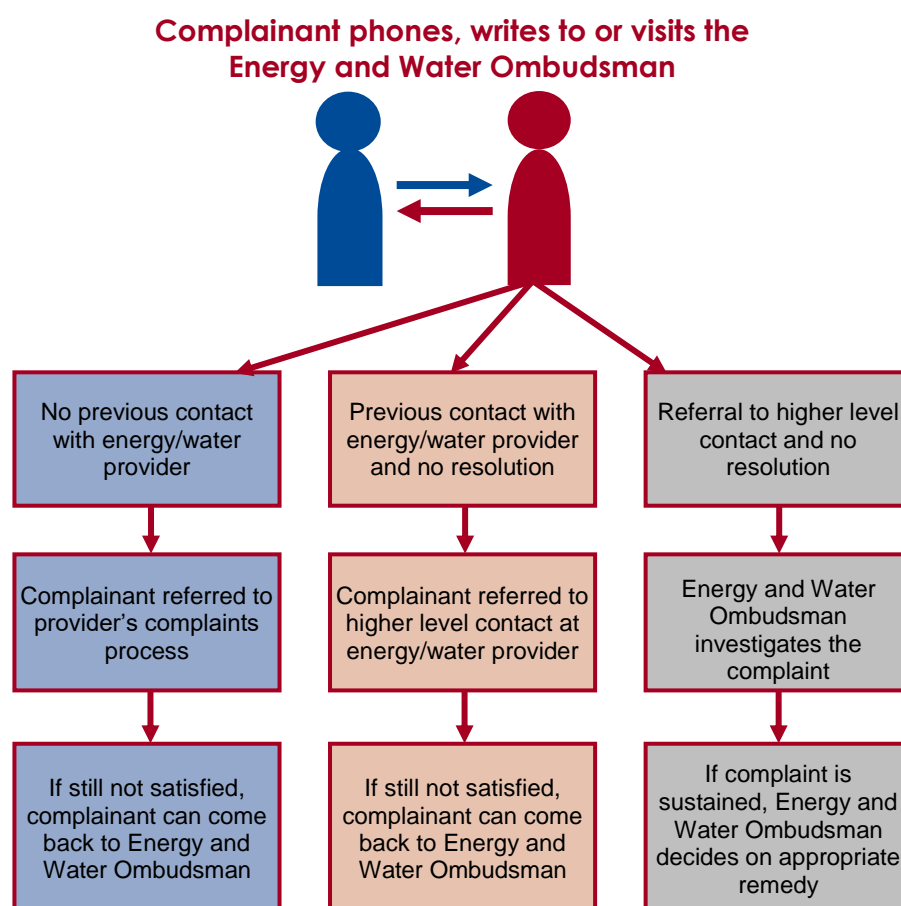 Complainant phones, writes to or visits the
Energy and Water Ombudsman
No previous contact
with energy/water
provider
Previous contact with
energy/water provider
and no resolution
Referral to higher level
contact and no
resolution
Complainant referred to
provider’s complaints
process
Complainant referred to
higher level contact at
energy/water provider
Energy and Water
Ombudsman
investigates the
complaint
If still not satisfied,
complainant can come
back to Energy and
Water Ombudsman
If still not satisfied,
complainant can come
back to Energy and
Water Ombudsman
If complaint is
sustained, Energy and
Water Ombudsman
decides on appropriate
remedy